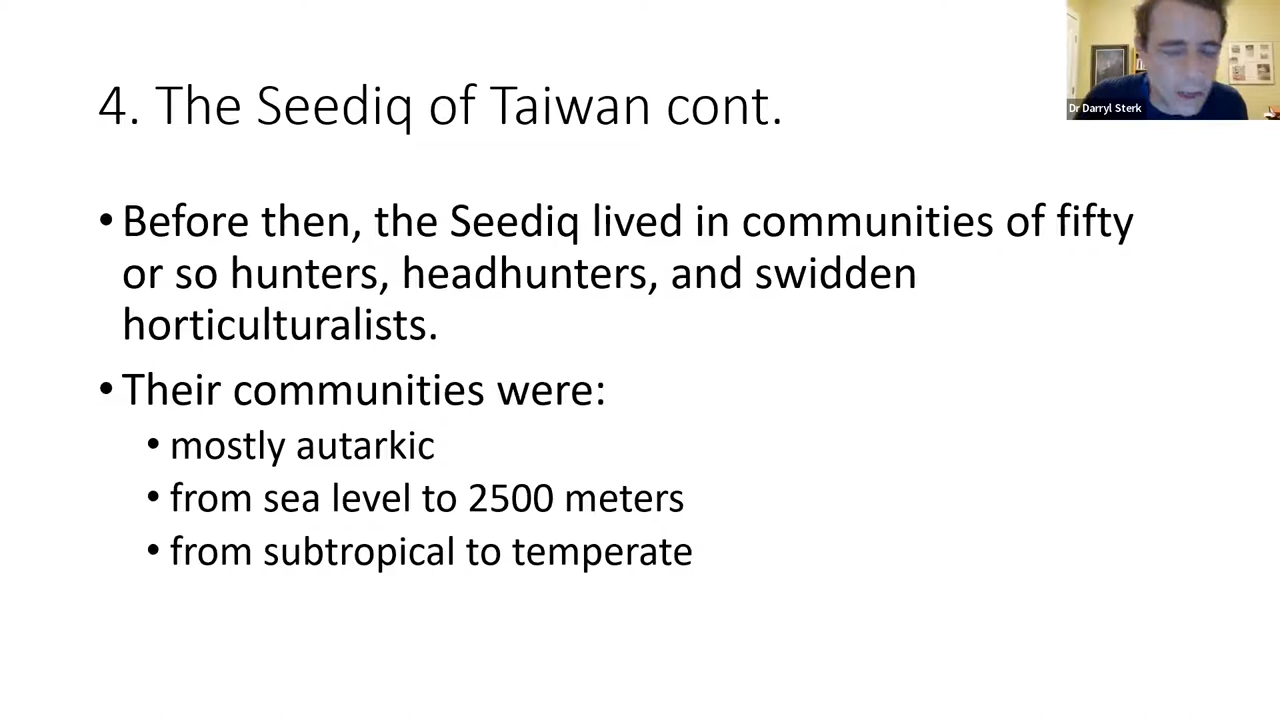 4. The Seediq of Taiwan cont.
Dr Darryl Sterk
• Before then, the Seediq lived in communities of fifty
or so hunters, headhunters, and swidden
horticulturalists.
• Their communities were:
• mostly autarkic
• from sea level to 2500 meters
• from subtropical to temperate